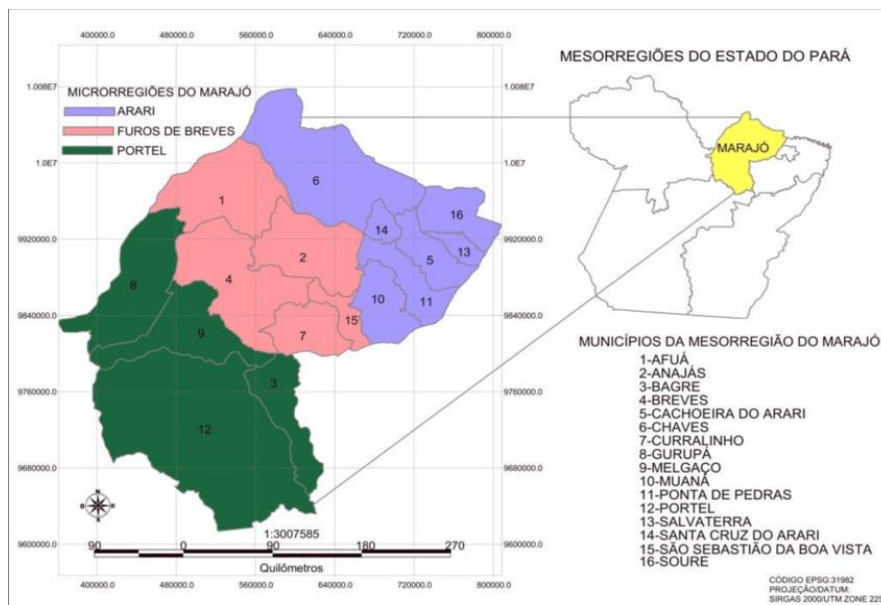 400000.0 480000.0 560000.0 640000.0 720000.0 800000.0
MESORREGIÕES DO ESTADO DO PARÁ
MARAJÓ
MICRORREGIÕES DO MARAJÓ
ARARI
FUROS DE BREVES
PORTEL
1.008E7
1.0E7
9920000.0
9840000.0
9760000.0
9680000.0
9600000.0
1.008E7
1.0E7
9920000.0
9840000.0
9760000.0
9680000.0
9600000.0
6
1
16
14
2
13
5
8
4
10
11
9
15
7
3
12
N
O E
S
1:3007585
90 0 90 180 270
Quilômetros
400000.0 480000.0 560000.0 640000.0 720000.0 800000.0
MUNICÍPIOS DA MESORREGIÃO DO MARAJÓ
1-AFUÁ
2-ANAJÁS
3-BAGRE
4-BREVES
5-CACHOEIRA DO ARARI
6-CHAVES
7-CURRALINHO
8-GURUPÁ
9-MELGAÇO
10-MUANÁ
11-PONTA DE PEDRAS
12-PORTEL
13-SALVATERRA
14-SANTA CRUZ DO ARARI
15-SÃO SEBASTIÃO DA BOA VISTA
16-SOURE
CÓDIGO EPSG:31982
PROJEÇÃO/DATUM:
SIRGAS 2000/UTM ZONE 22S